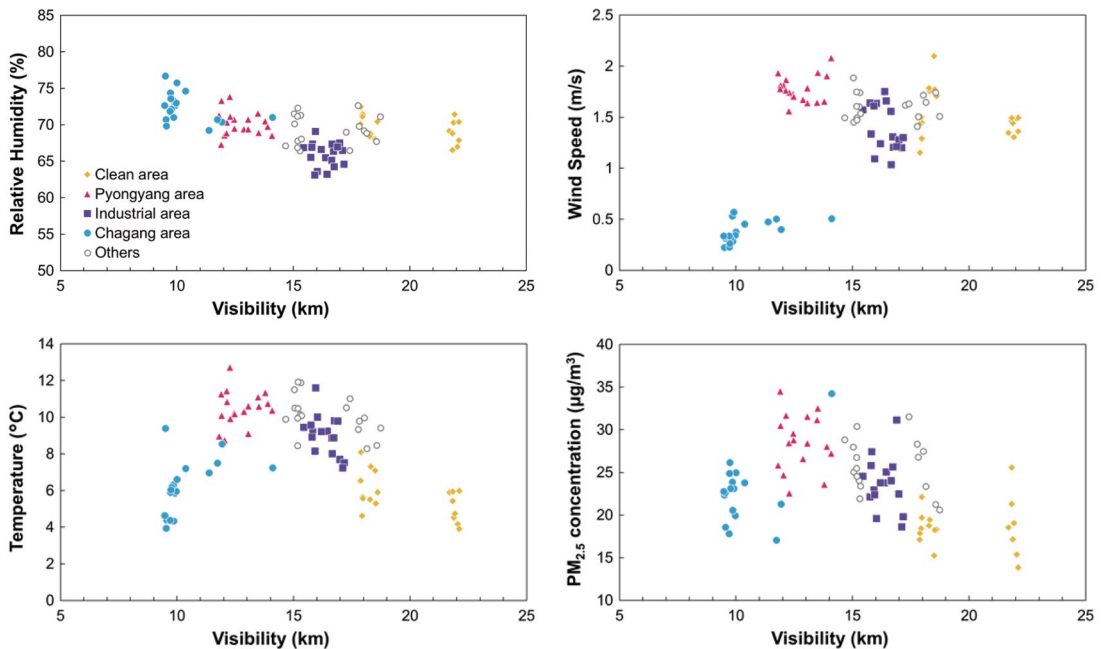 Relative Humidity (%)
85
80
75
70
65
60
55
50
Clean area
Pyongyang area
Industrial area
Chagang area
Others
5 10 15 20 25
Visibility (km)
Wind Speed (m/s)
2.5
2
1.5
1
0.5
0
5 10 15 20 25
Visibility (km)
Temperature (°C)
14
12
10
8
6
4
2
0
5 10 15 20 25
Visibility (km)
PM2.5 concentration (μg/m³)
40
35
30
25
20
15
10
5 10 15 20 25
Visibility (km)